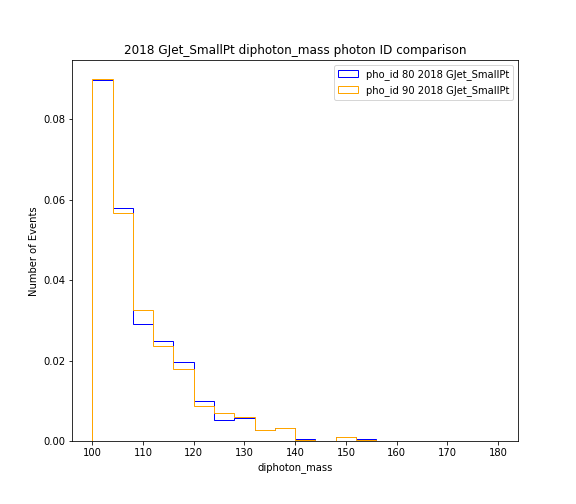 2018 GJet_SmallPt diphoton_mass photon ID comparison
pho_id 80 2018 GJet_SmallPt
pho_id 90 2018 GJet_SmallPt
Number of Events
0.08
0.06
0.04
0.02
0.00
100 110 120 130 140 150 160 170 180
diphoton_mass